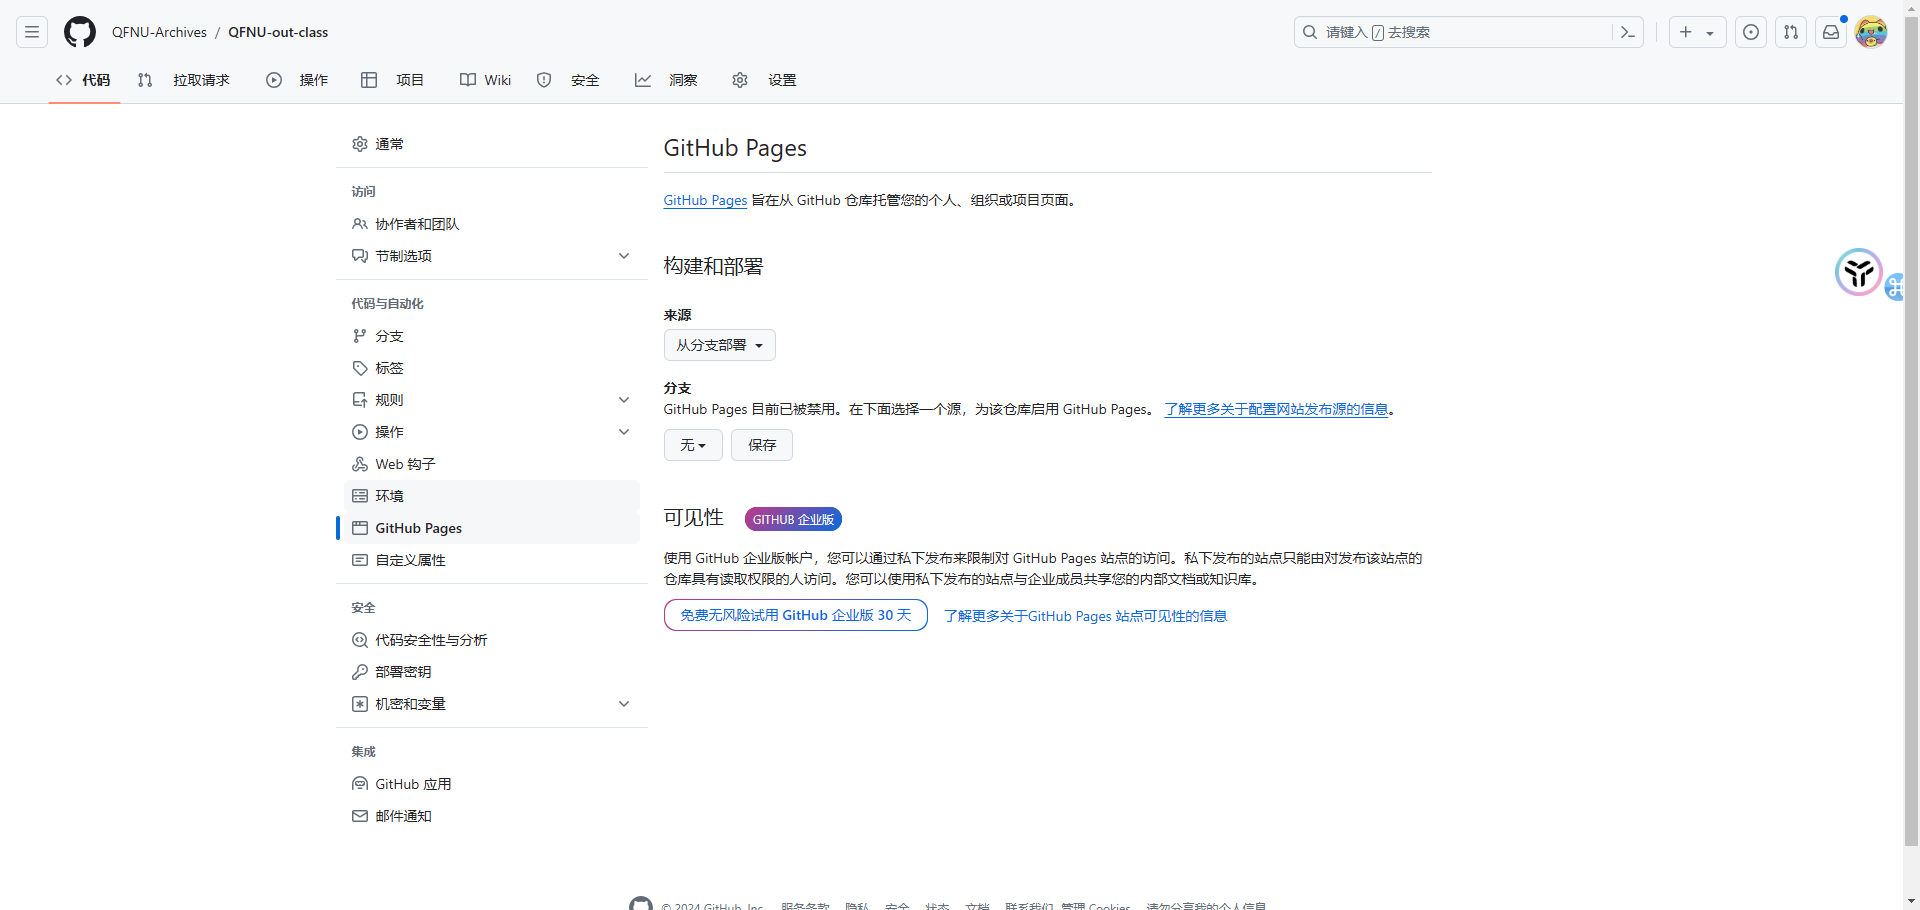 QFNU-Archives / QFNU-out-class
请键入 / 去搜索
代码
拉取请求
操作
项目
Wiki
安全
洞察
设置
通常
访问
协作者和团队
节制选项
代码与自动化
分支
标签
规则
操作
Web 钩子
环境
GitHub Pages
自定义属性
安全
代码安全性与分析
部署密钥
机密和变量
集成
GitHub 应用
邮件通知
GitHub Pages
GitHub Pages 旨在从 GitHub 仓库托管您的个人、组织或项目页面。
构建和部署
来源
从分支部署
分支
GitHub Pages 目前已被禁用。在下面选择一个源，为该仓库启用 GitHub Pages。 了解更多关于配置网站发布源的信息。
无 保存
可见性 GITHUB 企业版
使用 GitHub 企业版帐户，您可以通过私下发布来限制对 GitHub Pages 站点的访问。私下发布的站点只能由对发布该站点的
仓库具有读取权限的人访问。您可以使用私下发布的站点与企业成员共享您的内部文档或知识库。
免费无风险试用 GitHub 企业版 30 天 了解更多关于GitHub Pages 站点可见性的信息
© 2024 GitHub, Inc. 服务条款 隐私 安全 状态 文档 联系我们 管理 Cookies 请勿分享我的个人信息